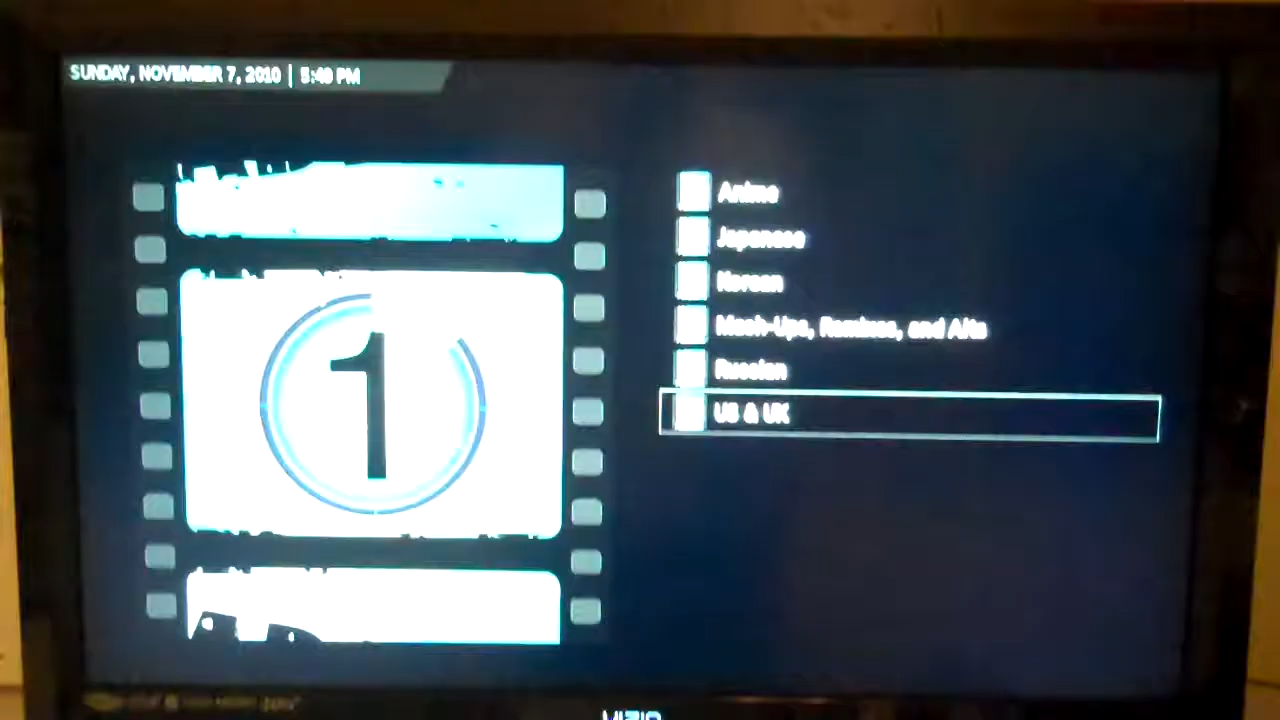 SUNDAY, NOVEMBER 7, 2010 | 5:49 PM
1
Anime
Japanese
Korean
Mash-Ups, Remixes, and Alts
Russian
US & UK
VIZIO